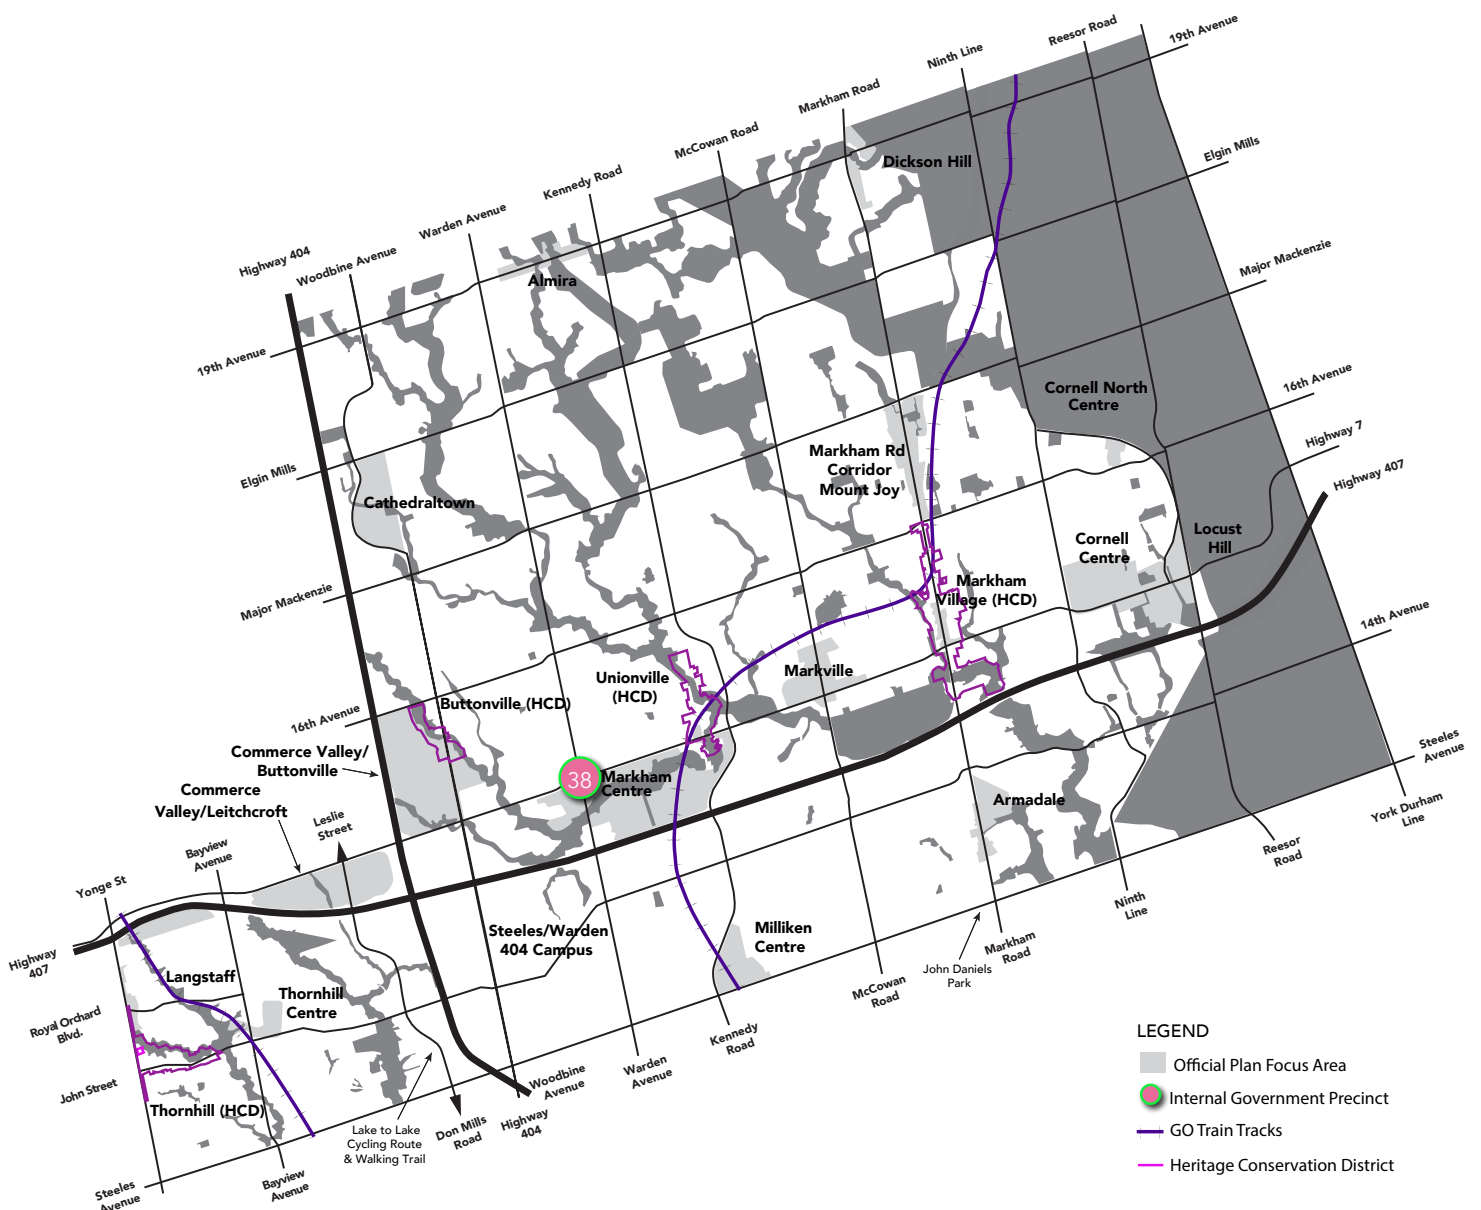 Reesor Road
19th Avenue
Ninth Line
Markham Road
McCowan Road
Kennedy Road
Warden Avenue
Highway 404
Woodbine Avenue
Dickson Hill
Elgin Mills
Almira
Major Mackenzie
19th Avenue
Cornell North
Centre
16th Avenue
Markham Rd
Corridor
Mount Joy
Highway 7
Highway 407
Elgin Mills
Cathedraltown
Locust
Hill
Cornell
Centre
Major Mackenzie
Markham
Village (HCD)
14th Avenue
Unionville
(HCD)
Markville
Buttonville (HCD)
16th Avenue
Commerce Valley/
Buttonville
38
Markham
Centre
Steeles
Avenue
Commerce
Valley/Leitchcroft
Armadale
York Durham
Line
Leslie
Street
Bayview
Avenue
Yonge St
Reesor
Road
Ninth
Line
Steeles/Warden
404 Campus
Milliken
Centre
Markham
Road
Highway
407
Langstaff
John Daniels
Park
McCowan
Road
Thornhill
Centre
Royal Orchard
Blvd.
Kennedy
Road
Warden
Avenue
Woodbine
Avenue
John Street
Thornhill (HCD)
Highway
404
Don Mills
Road
Lake to Lake
Cycling Route
& Walking Trail
Bayview
Avenue
Steeles
Avenue
LEGEND
Official Plan Focus Area
Internal Government Precinct
GO Train Tracks
Heritage Conservation District